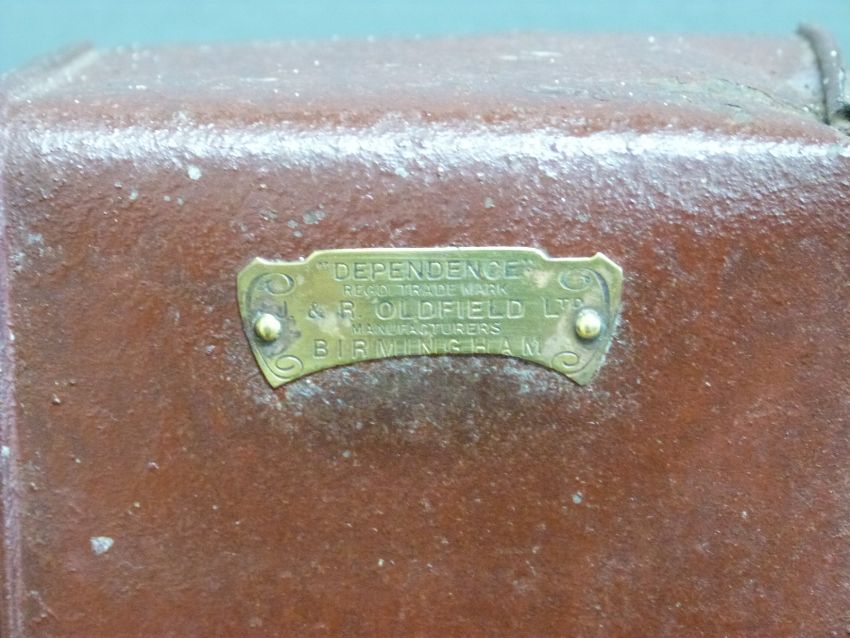 "DEPENDENCE"
REGD TRADE MARK
J. & R. OLDFIELD LTD
MANUFACTURERS
BIRMINGHAM